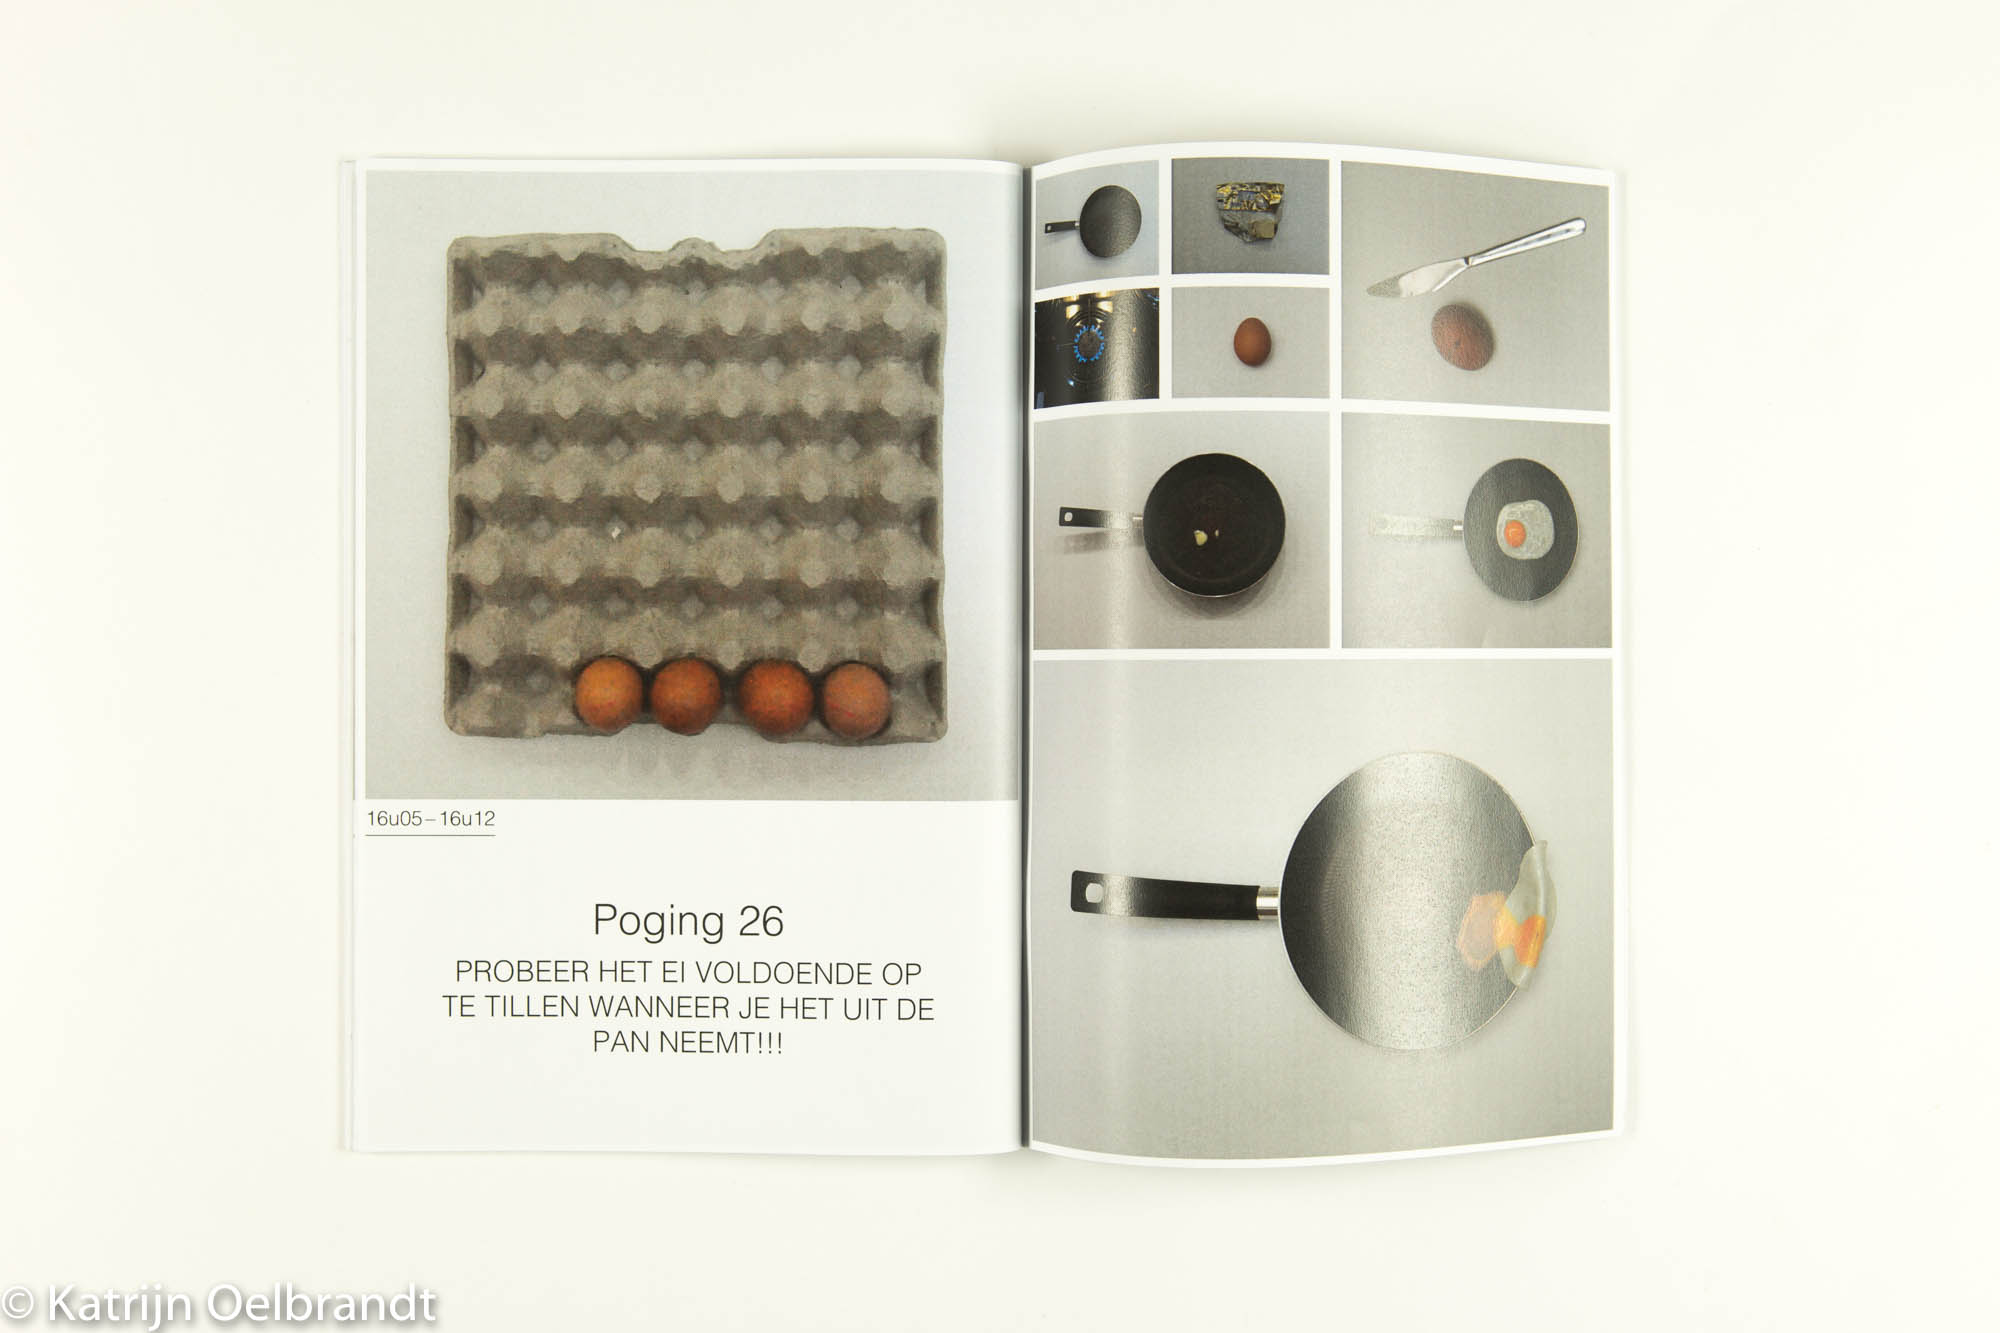 16u05 – 16u12
Poging 26
PROBEER HET EI VOLDOENDE OP
TE TILLEN WANNEER JE HET UIT DE
PAN NEEMT!!!
© Katrijn Oelbrandt